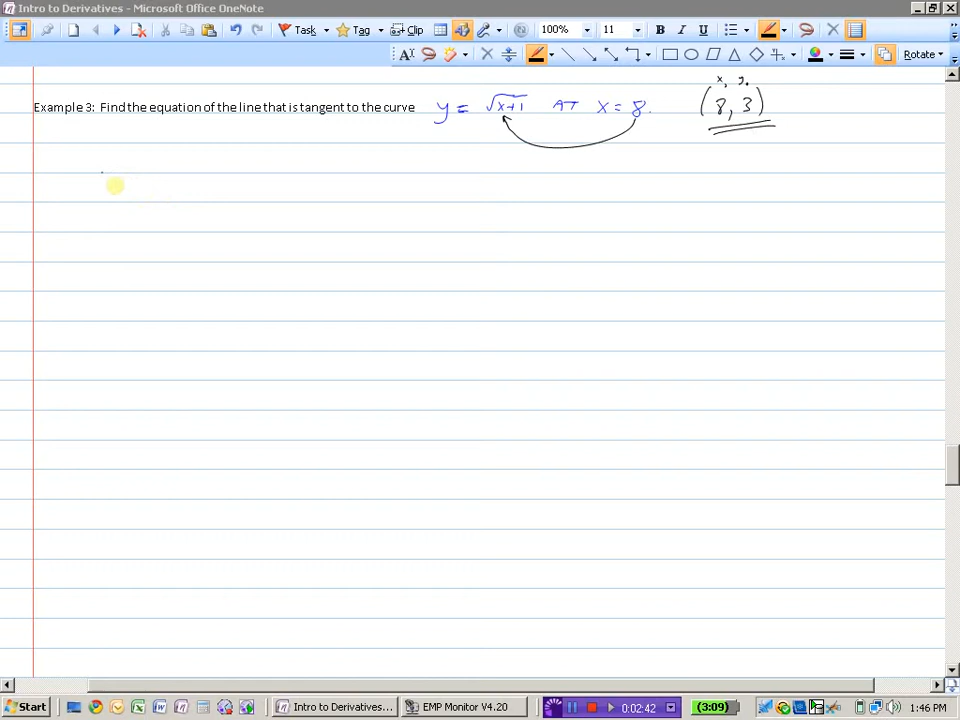 Intro to Derivatives - Microsoft Office OneNote
Task Tag Clip 100% 11 B I U
Rotate
x, y.
Example 3: Find the equation of the line that is tangent to the curve y = √x+1 AT x = 8. (8, 3)
Start Intro to Derivatives... EMP Monitor V4.20 0:02:42 (3:09) 1:46 PM